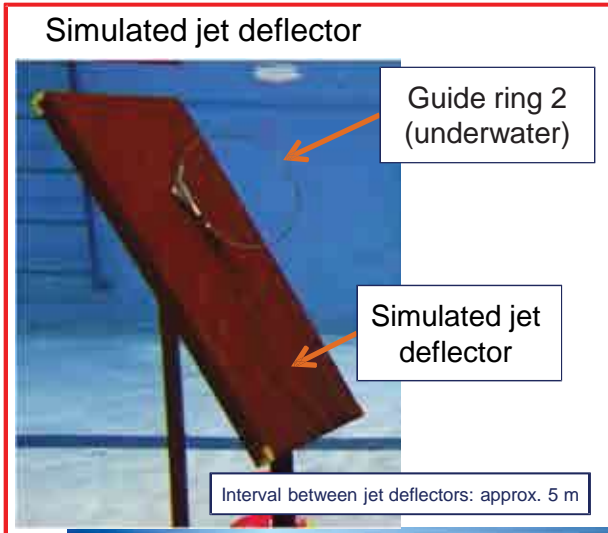 Simulated jet deflector
Guide ring 2
(underwater)
Simulated jet
deflector
Interval between jet deflectors: approx. 5 m